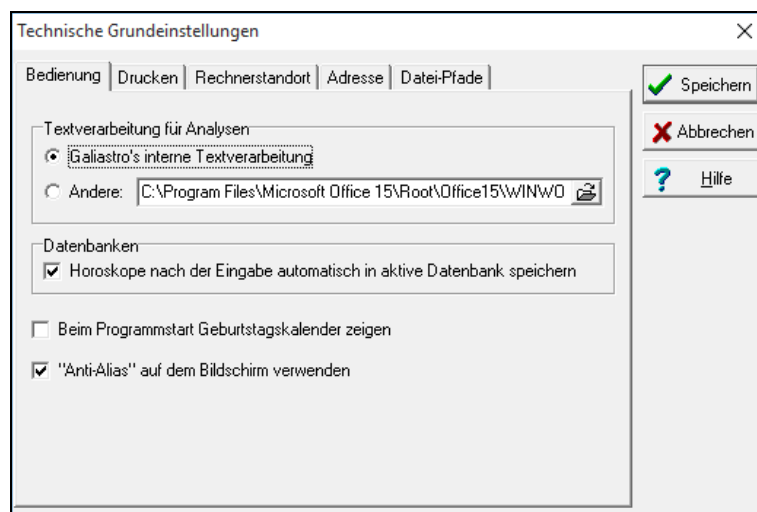 Technische Grundeinstellungen
Bedienung Drucken Rechnerstandort Adresse Datei-Pfade
Speichern
Abbrechen
Hilfe
Textverarbeitung für Analysen
Galiastro's interne Textverarbeitung
Andere: C:\Program Files\Microsoft Office 15\Root\Office15\WINWO
Datenbanken
Horoskope nach der Eingabe automatisch in aktive Datenbank speichern
Beim Programmstart Geburtstagskalender zeigen
"Anti-Alias" auf dem Bildschirm verwenden